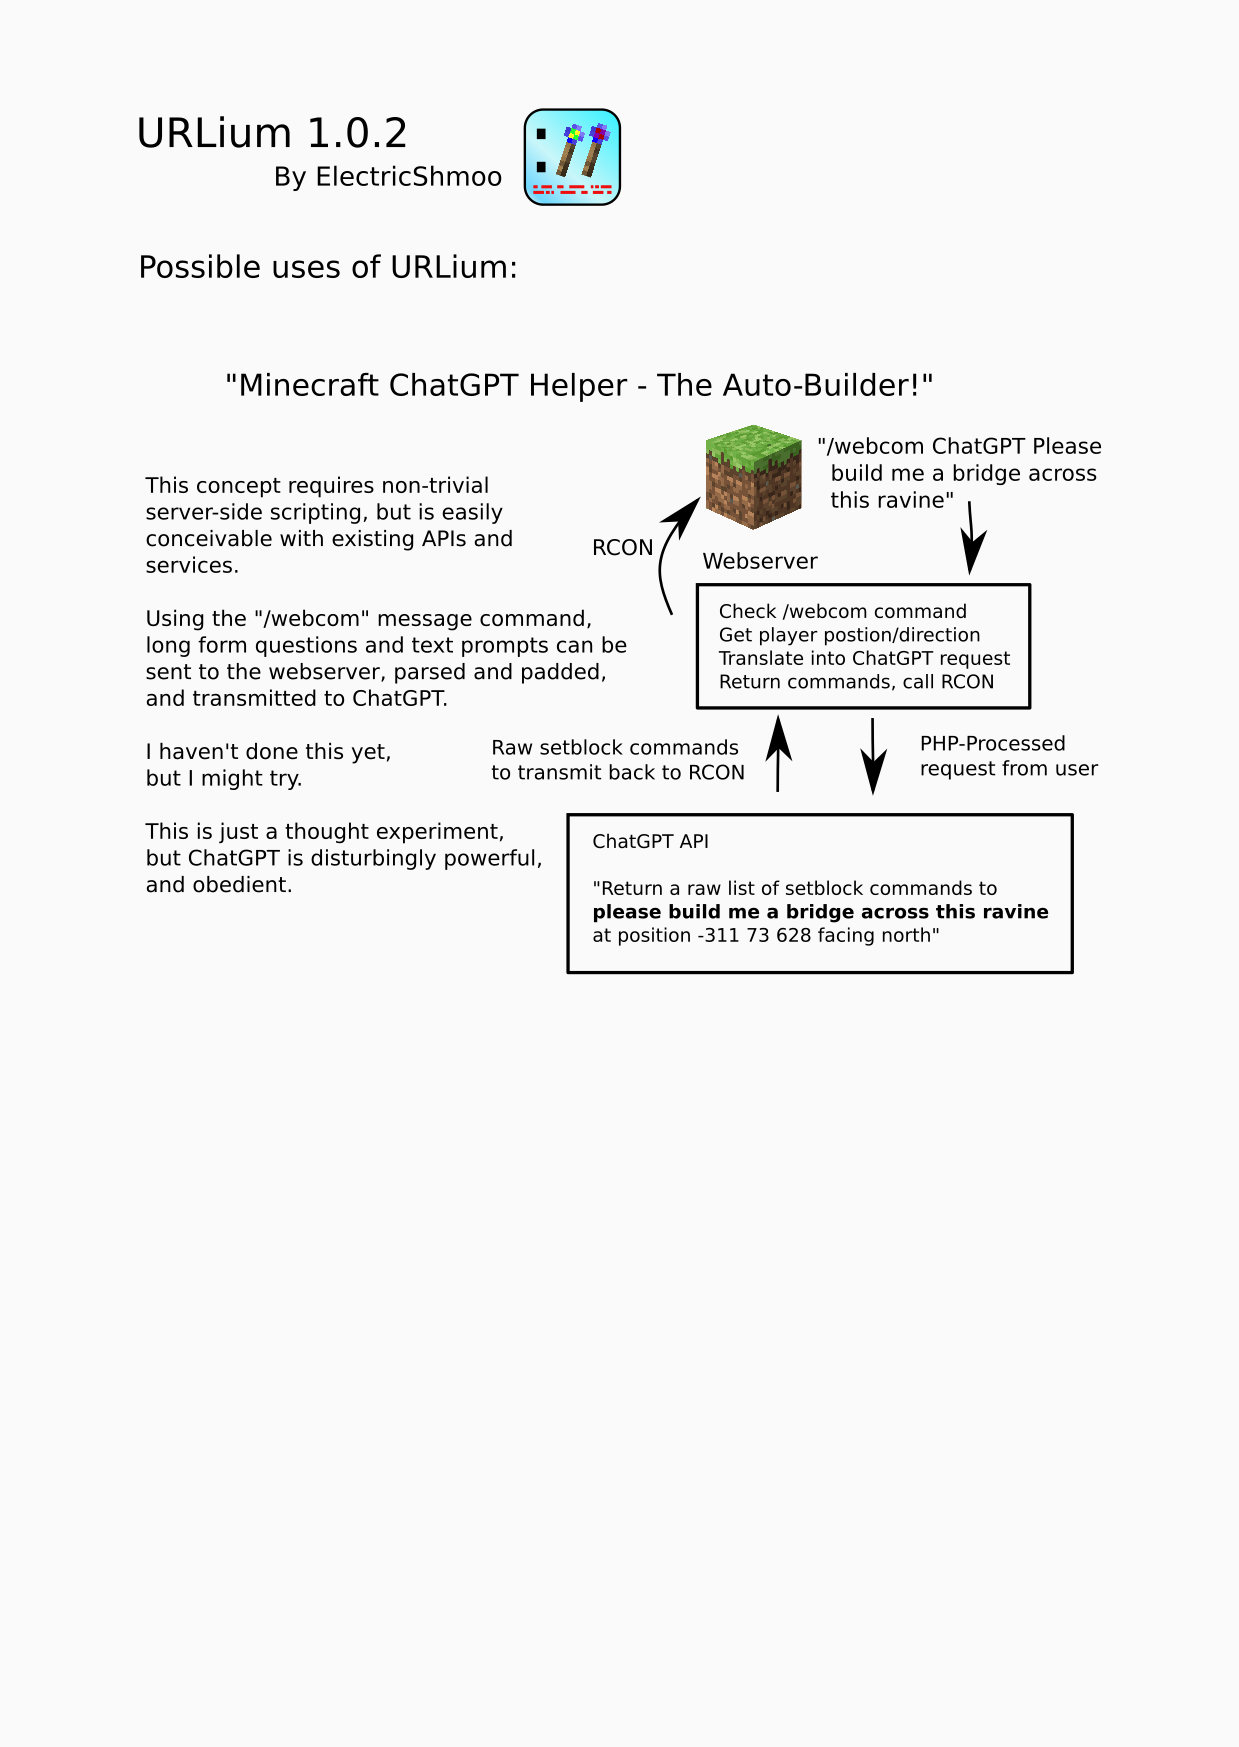 URLium 1.0.2
By ElectricShmoo
Possible uses of URLium:
"Minecraft ChatGPT Helper - The Auto-Builder!"
This concept requires non-trivial
server-side scripting, but is easily
conceivable with existing APIs and
services.
Using the "/webcom" message command,
long form questions and text prompts can be
sent to the webserver, parsed and padded,
and transmitted to ChatGPT.
I haven't done this yet,
but I might try.
This is just a thought experiment,
but ChatGPT is disturbingly powerful,
and obedient.
"/webcom ChatGPT Please
build me a bridge across
this ravine"
RCON
Webserver
Check /webcom command
Get player postion/direction
Translate into ChatGPT request
Return commands, call RCON
Raw setblock commands
to transmit back to RCON
PHP-Processed
request from user
ChatGPT API
"Return a raw list of setblock commands to
please build me a bridge across this ravine
at position -311 73 628 facing north"